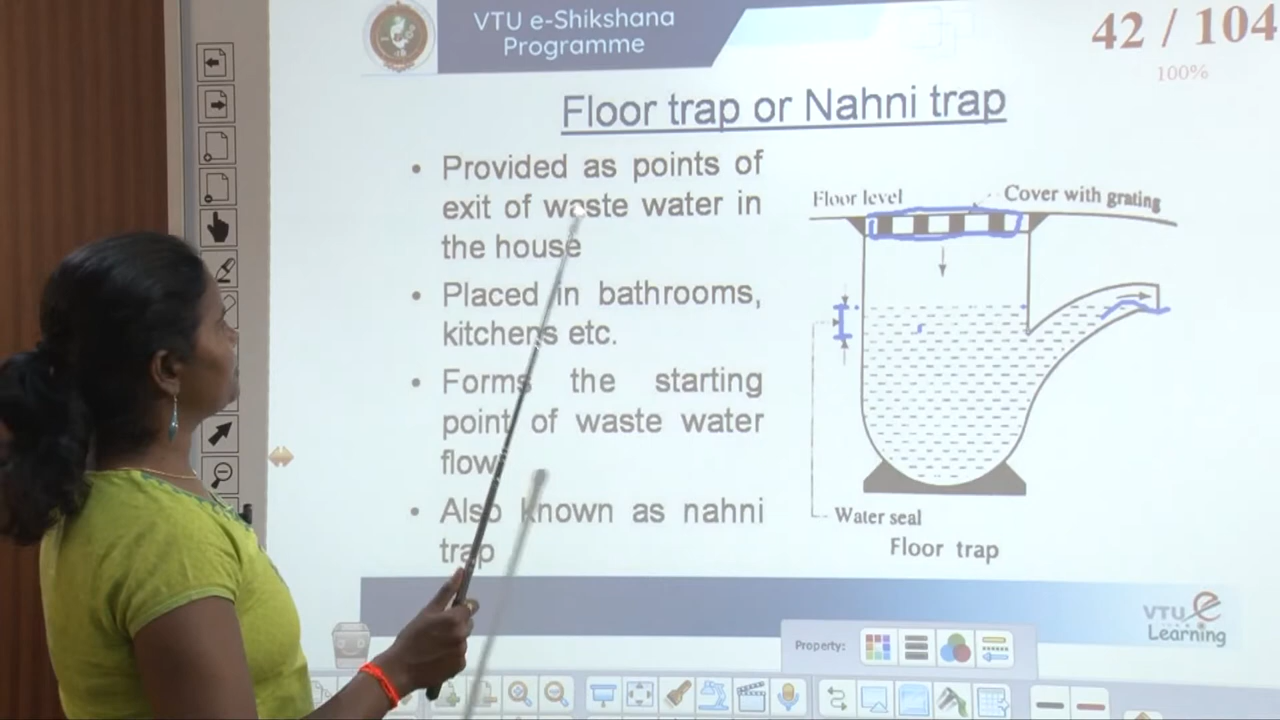 VTU e-Shikshana
Programme
42 / 104
100%
Floor trap or Nahni trap
• Provided as points of
exit of waste water in
the house
• Placed in bathrooms,
kitchens etc.
• Forms the starting
point of waste water
flow
• Also known as nahni
trap
Floor level
Cover with grating
Water seal
Floor trap
VTU e
Learning
Property: